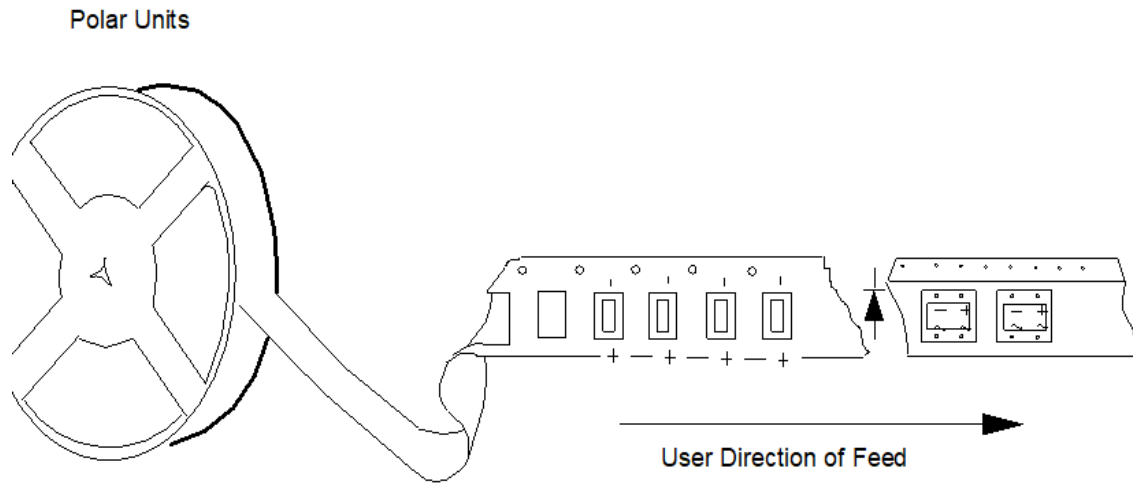 Polar Units
- - - -
+ + + +
- + - +
~ ~ ~ ~
User Direction of Feed